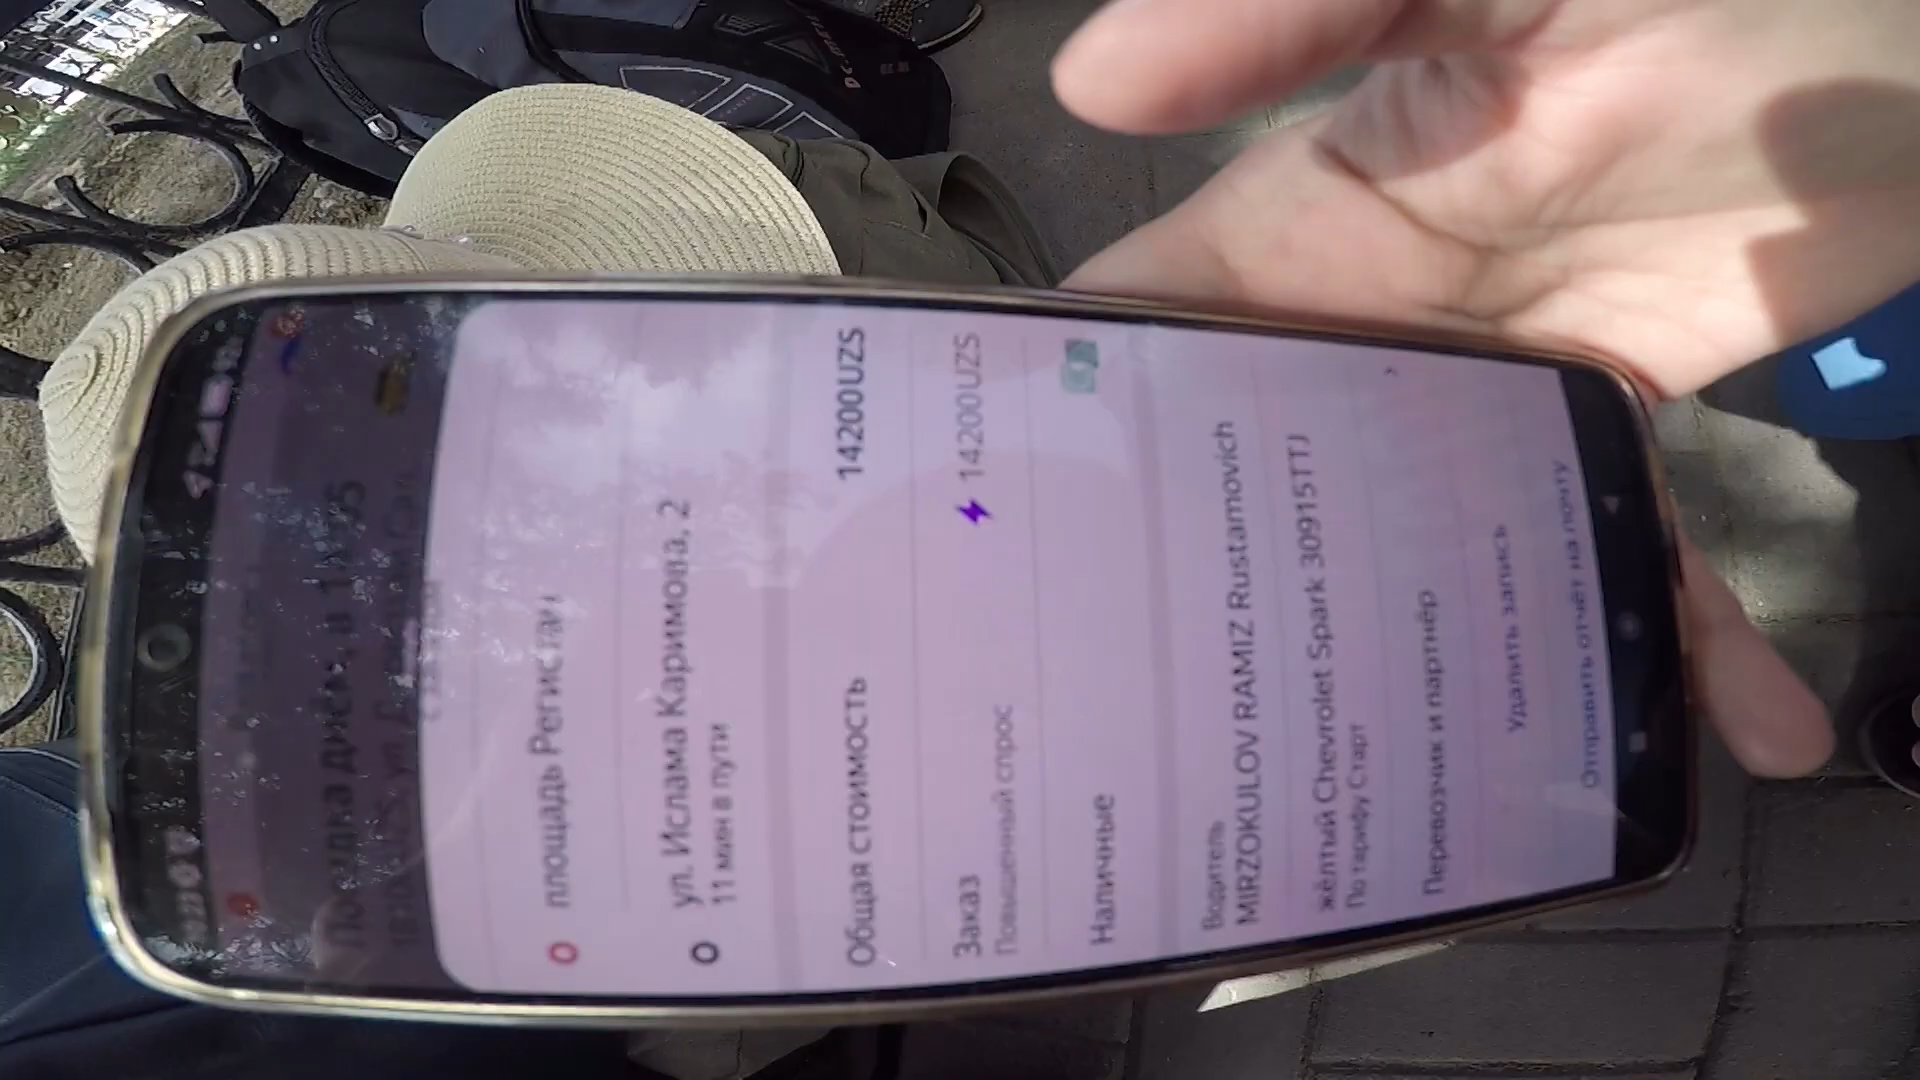 площадь Регистан
ул. Ислама Каримова, 2
11 мин в пути
Общая стоимость 14200UZS
Заказ 14200UZS
Повышенный спрос
Наличные
Водитель
MIRZOKULOV RAMIZ Rustamovich
жёлтый Chevrolet Spark 30915TTJ
По тарифу Старт
Перевозчик и партнёр
Удалить запись
Отправить отчёт на почту